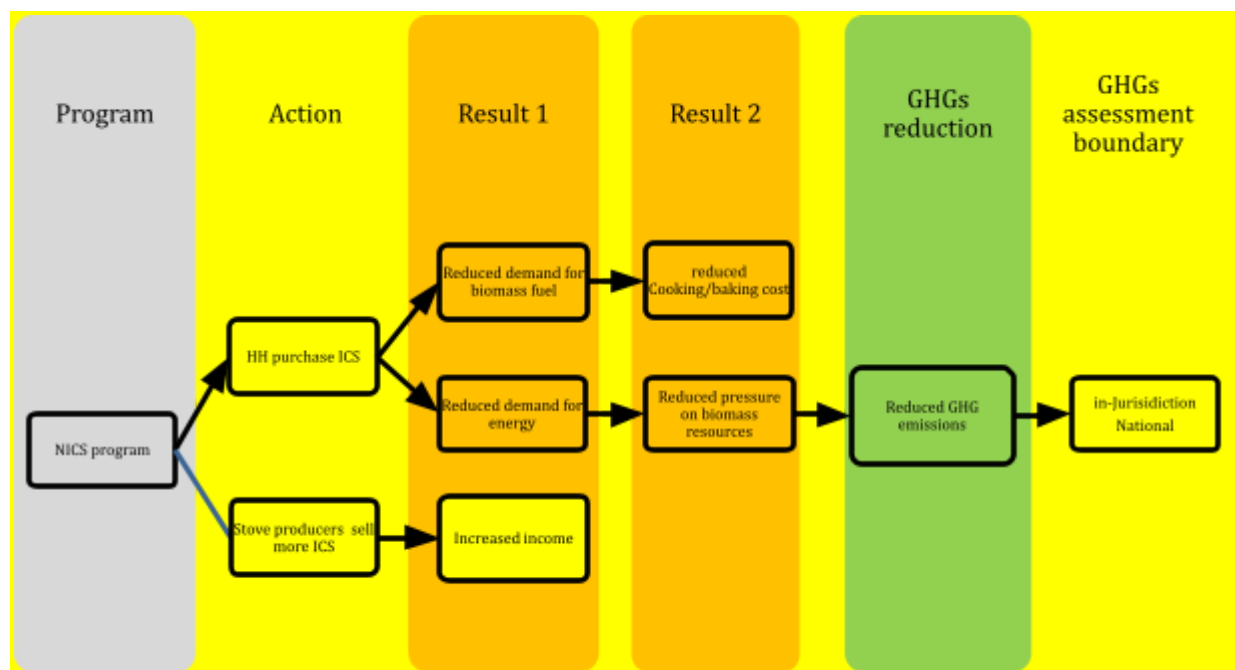 Program
Action
Result 1
Result 2
GHGs
reduction
GHGs
assessment
boundary
Reduced demand for
biomass fuel
reduced
Cooking/baking cost
HH purchase ICS
Reduced demand for
energy
Reduced pressure
on biomass
resources
Reduced GHG
emissions
in-Jurisidiction
National
NICS program
Stove producers sell
more ICS
Increased income